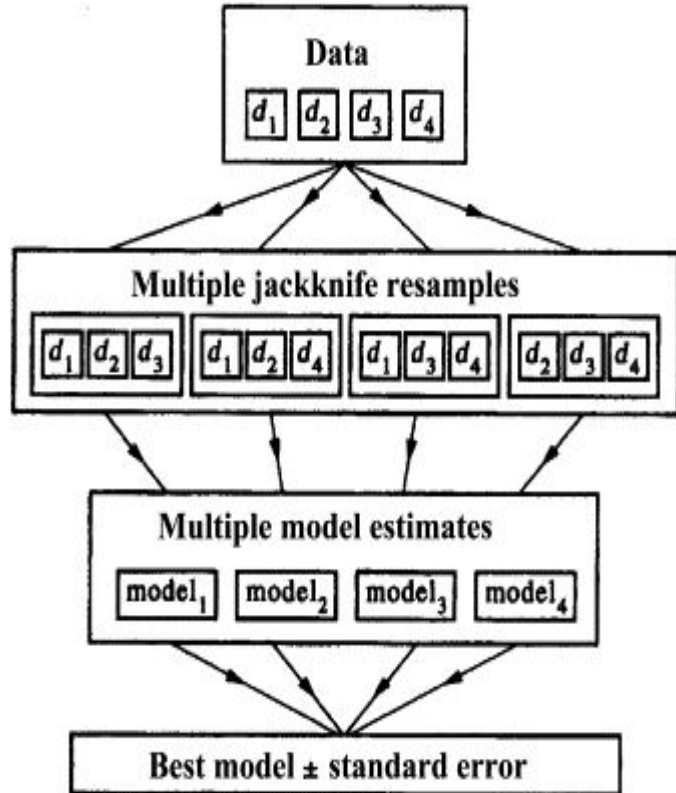 Data
d₁ d₂ d₃ d₄
Multiple jackknife resamples
d₁ d₂ d₃ d₁ d₂ d₄ d₁ d₃ d₄ d₂ d₃ d₄
Multiple model estimates
model₁ model₂ model₃ model₄
Best model ± standard error